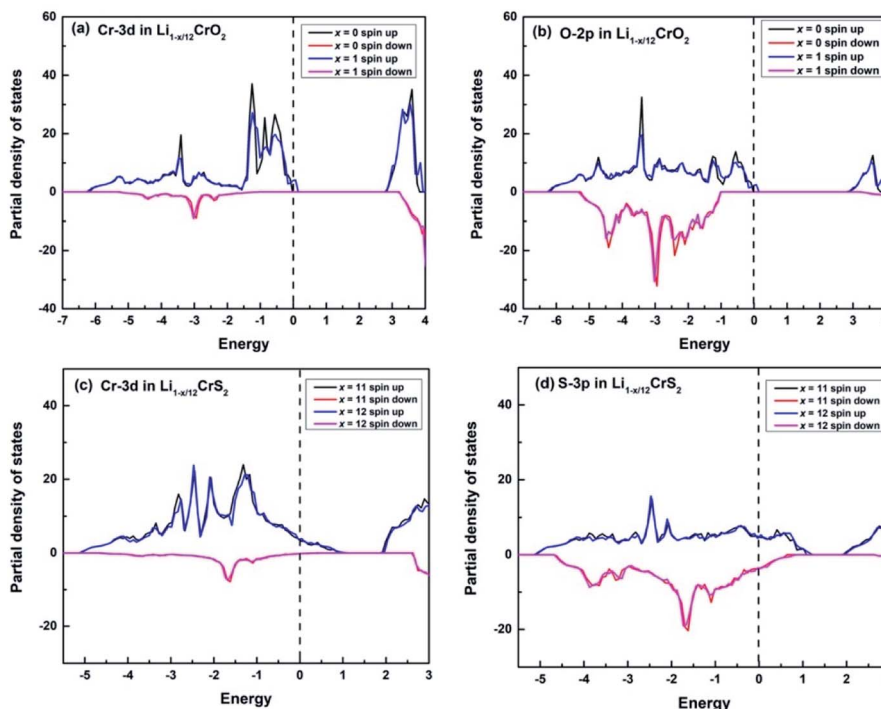 (a) Cr-3d in Li1-x/12CrO2
x = 0 spin up
x = 0 spin down
x = 1 spin up
x = 1 spin down
Partial density of states
60
40
20
0
-20
-40
-7 -6 -5 -4 -3 -2 -1 0 1 2 3 4
Energy
(b) O-2p in Li1-x/12CrO2
x = 0 spin up
x = 0 spin down
x = 1 spin up
x = 1 spin down
Partial density of states
60
40
20
0
-20
-40
-7 -6 -5 -4 -3 -2 -1 0 1 2 3
Energy
(c) Cr-3d in Li1-x/12CrS2
x = 11 spin up
x = 11 spin down
x = 12 spin up
x = 12 spin down
Partial density of states
40
20
0
-20
-5 -4 -3 -2 -1 0 1 2 3
Energy
(d) S-3p in Li1-x/12CrS2
x = 11 spin up
x = 11 spin down
x = 12 spin up
x = 12 spin down
Partial density of states
40
20
0
-20
-5 -4 -3 -2 -1 0 1 2
Energy